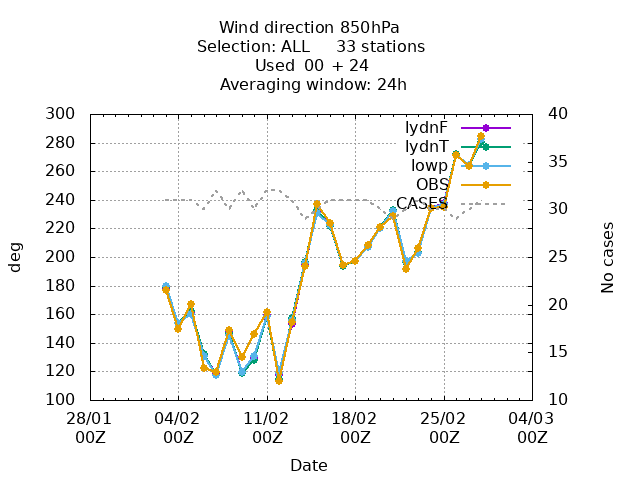 Wind direction 850hPa
Selection: ALL 33 stations
Used 00 + 24
Averaging window: 24h
300
280
260
240
220
200
180
160
140
120
100
40
35
30
25
20
15
10
lydnF
lydnT
lowp
OBS
CASES
deg
No cases
28/01 04/02 11/02 18/02 25/02 04/03
00Z 00Z 00Z 00Z 00Z 00Z
Date